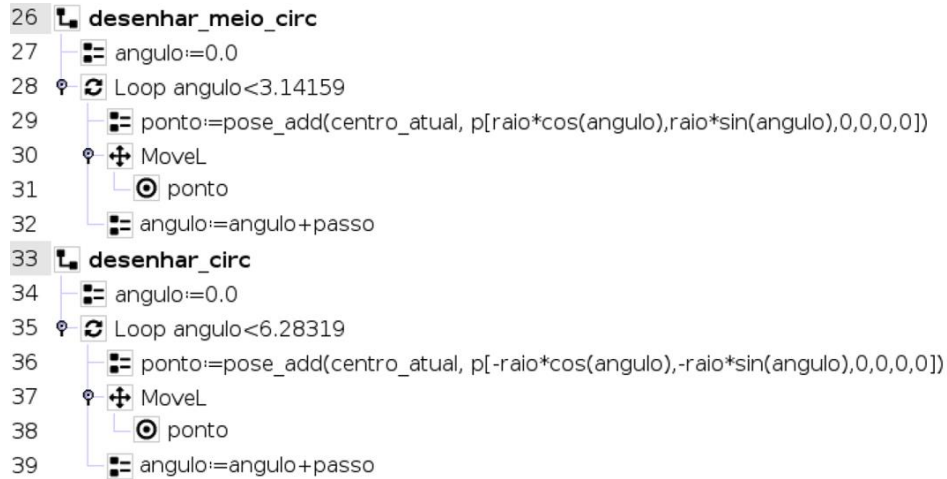 26 desenhar_meio_circ
27 angulo:=0.0
28 Loop angulo<3.14159
29 ponto:=pose_add(centro_atual, p[raio*cos(angulo),raio*sin(angulo),0,0,0,0])
30 MoveL
31 ponto
32 angulo:=angulo+passo
33 desenhar_circ
34 angulo:=0.0
35 Loop angulo<6.28319
36 ponto:=pose_add(centro_atual, p[-raio*cos(angulo),-raio*sin(angulo),0,0,0,0])
37 MoveL
38 ponto
39 angulo:=angulo+passo